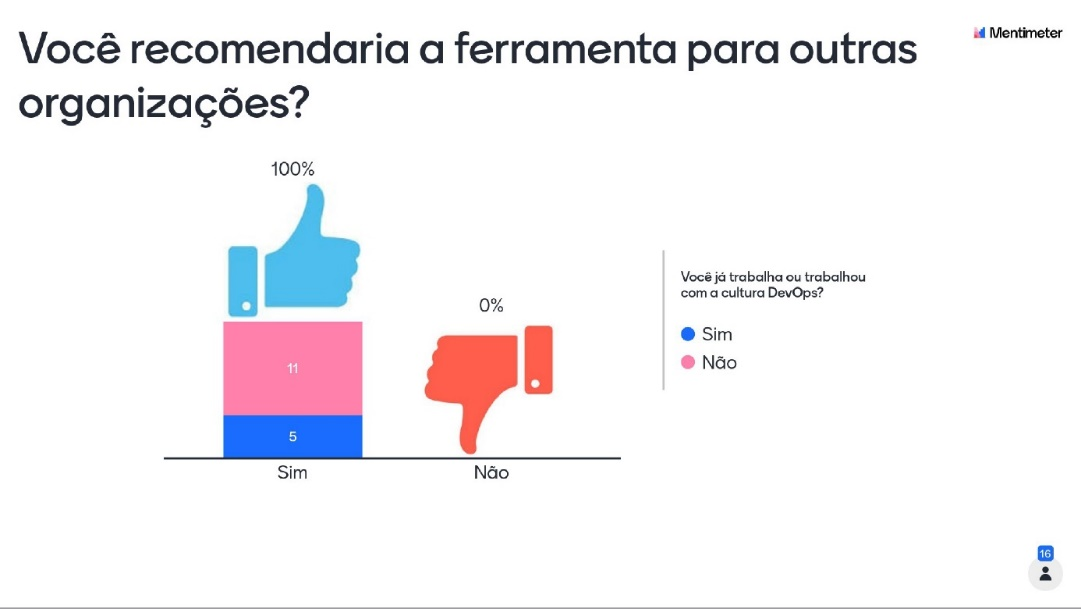 Você recomendaria a ferramenta para outras
organizações?
Mentimeter
100%
11
5
Sim
0%
Não
Você já trabalha ou trabalhou
com a cultura DevOps?
Sim
Não
16